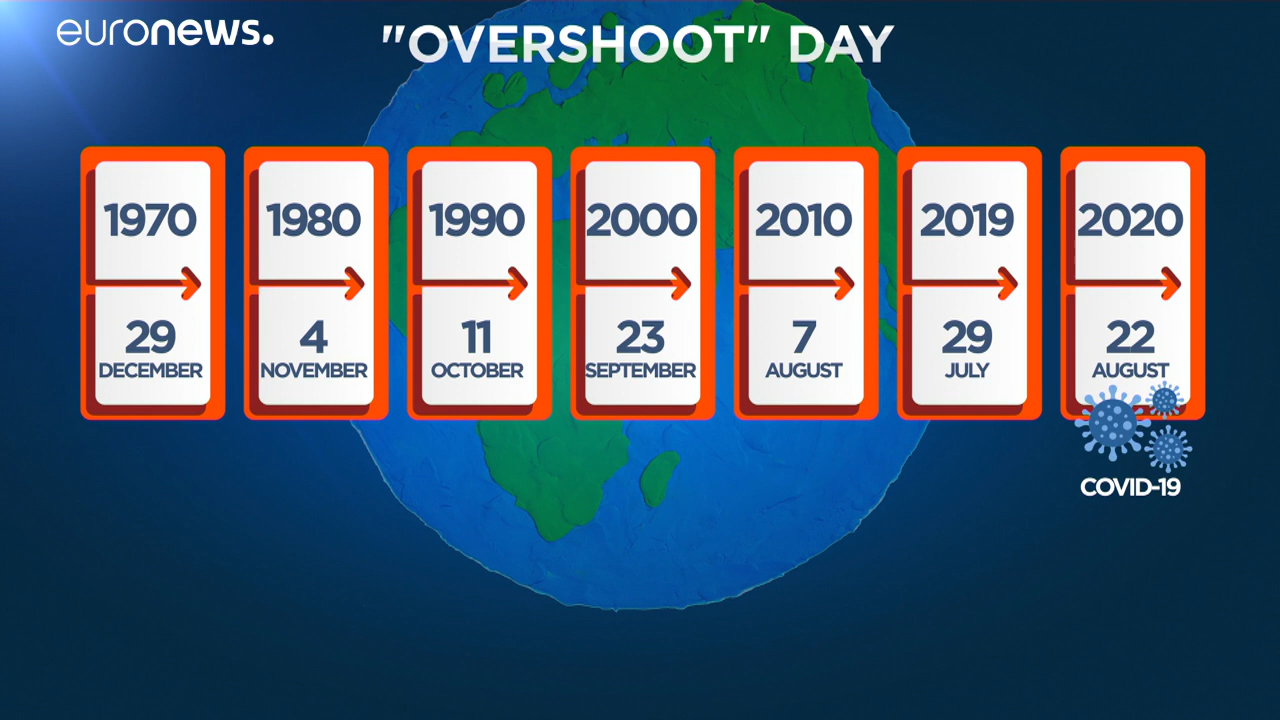 euronews.
"OVERSHOOT" DAY
1970
29
DECEMBER
1980
4
NOVEMBER
1990
11
OCTOBER
2000
23
SEPTEMBER
2010
7
AUGUST
2019
29
JULY
2020
22
AUGUST
COVID-19